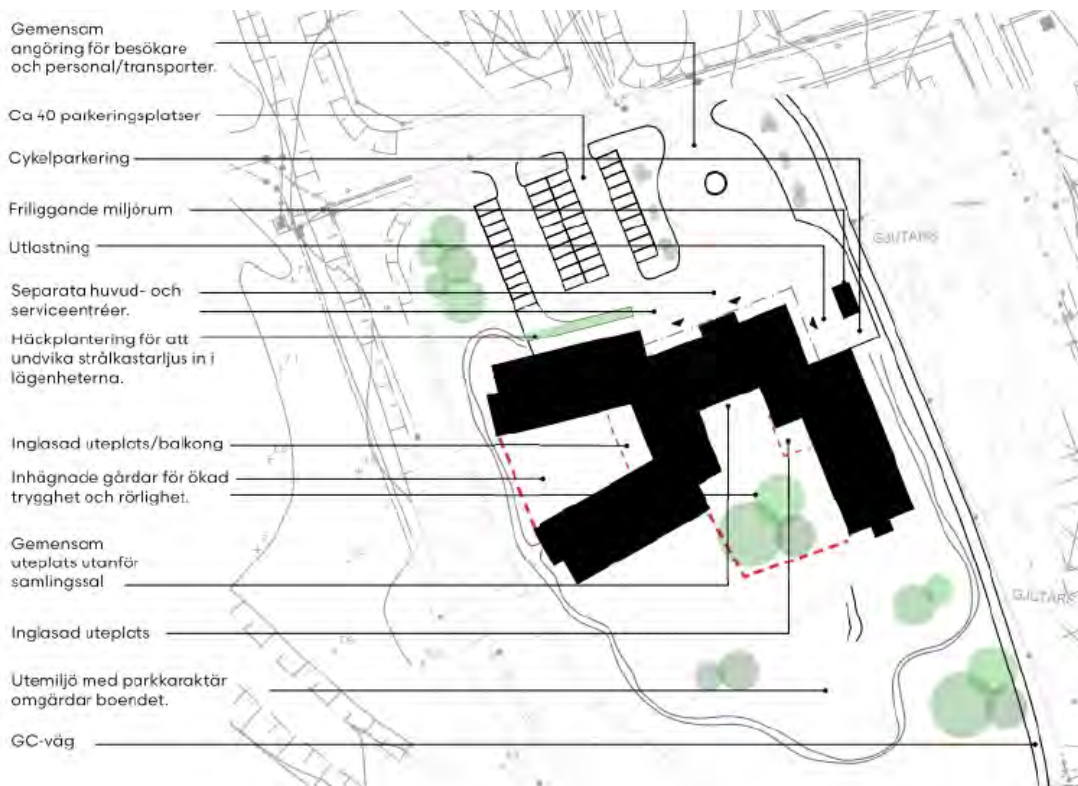 Gemensam
angöring för besökare
och personal/transporter.
Ca 40 parkeringsplatser
Cykelparkering
Friliggande miljörum
Utlastning
Separata huvud- och
serviceentréer.
Häckplantering för att
undvika strålkastarljus in i
lägenheterna.
Inglasad uteplats/balkong
Inhägnade gårdar för ökad
trygghet och rörlighet.
Gemensam
uteplats utanför
samlingssal
Inglasad uteplats
Utemiljö med parkkaraktär
omgärdar boendet.
GC-väg
GJUTARE
GJUTARE